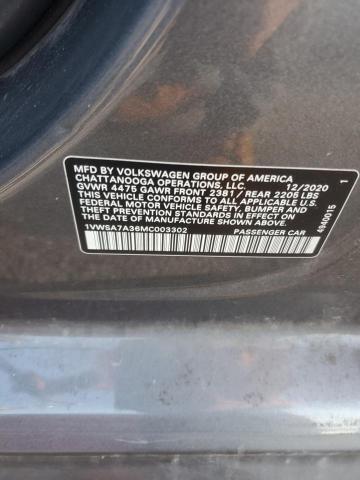 MFD BY VOLKSWAGEN GROUP OF AMERICA
CHATTANOOGA OPERATIONS, LLC. 12/2020
GVWR 4475 GAWR FRONT 2381 / REAR 2205 LBS
THIS VEHICLE CONFORMS TO ALL APPLICABLE U.S.
FEDERAL MOTOR VEHICLE SAFETY, BUMPER AND
THEFT PREVENTION STANDARDS IN EFFECT ON
THE DATE OF MANUFACTURE SHOWN ABOVE.
1VWSA7A36MC003302 PASSENGER CAR
4940015 1